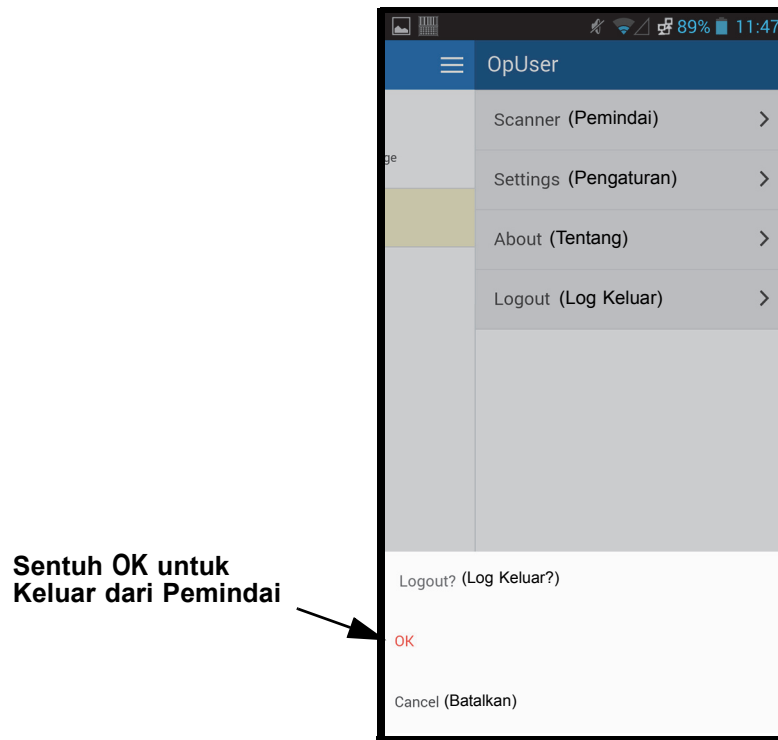 89% 11:47
OpUser
Scanner (Pemindai)
ge
Settings (Pengaturan)
About (Tentang)
Logout (Log Keluar)
Sentuh OK untuk
Keluar dari Pemindai
Logout? (Log Keluar?)
OK
Cancel (Batalkan)